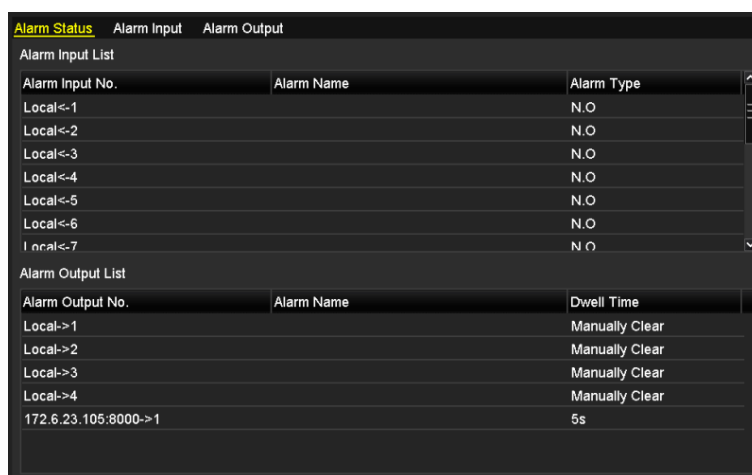 Alarm Status Alarm Input Alarm Output
Alarm Input List
Alarm Input No. Alarm Name Alarm Type
Local<-1 N.O
Local<-2 N.O
Local<-3 N.O
Local<-4 N.O
Local<-5 N.O
Local<-6 N.O
Local<-7 N.O
Alarm Output List
Alarm Output No. Alarm Name Dwell Time
Local->1 Manually Clear
Local->2 Manually Clear
Local->3 Manually Clear
Local->4 Manually Clear
172.6.23.105:8000->1 5s